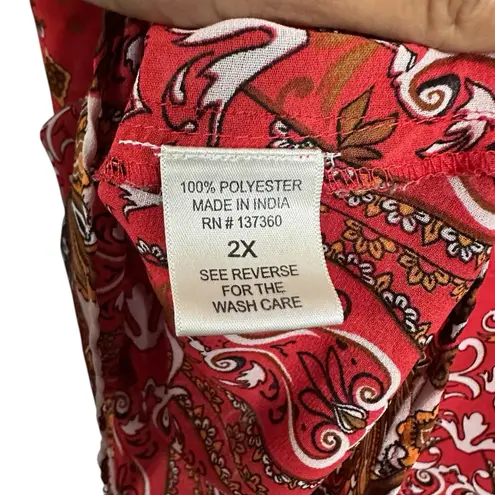 100% POLYESTER
MADE IN INDIA
RN # 137360
2X
SEE REVERSE
FOR THE
WASH CARE